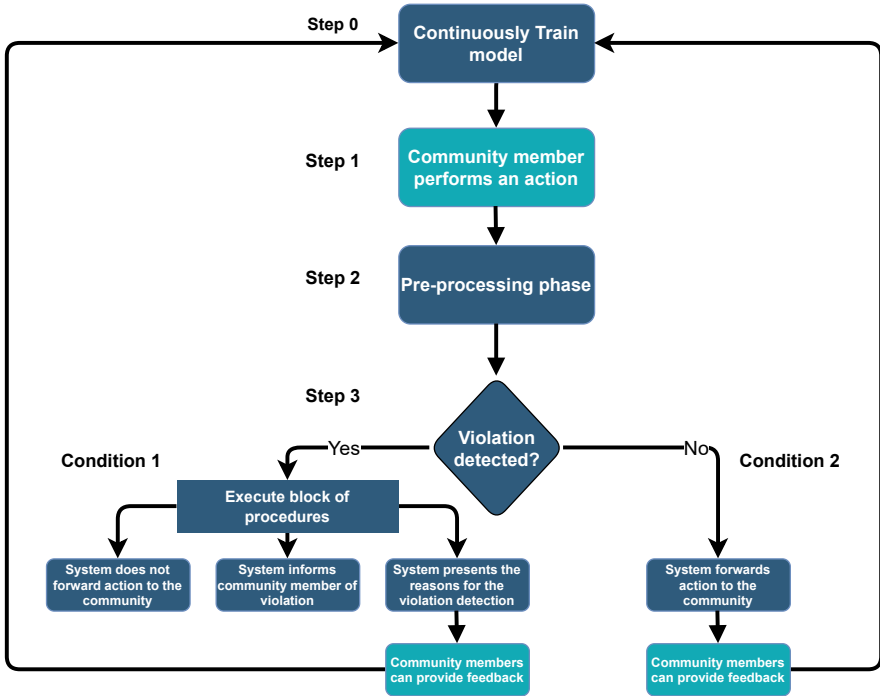 Step 0
Continuously Train
model
Step 1
Community member
performs an action
Step 2
Pre-processing phase
Step 3
Violation
detected?
Yes
No
Condition 1
Condition 2
Execute block of
procedures
System does not
forward action to the
community
System informs
community member of
violation
System presents the
reasons for the
violation detection
System forwards
action to the
community
Community members
can provide feedback
Community members
can provide feedback